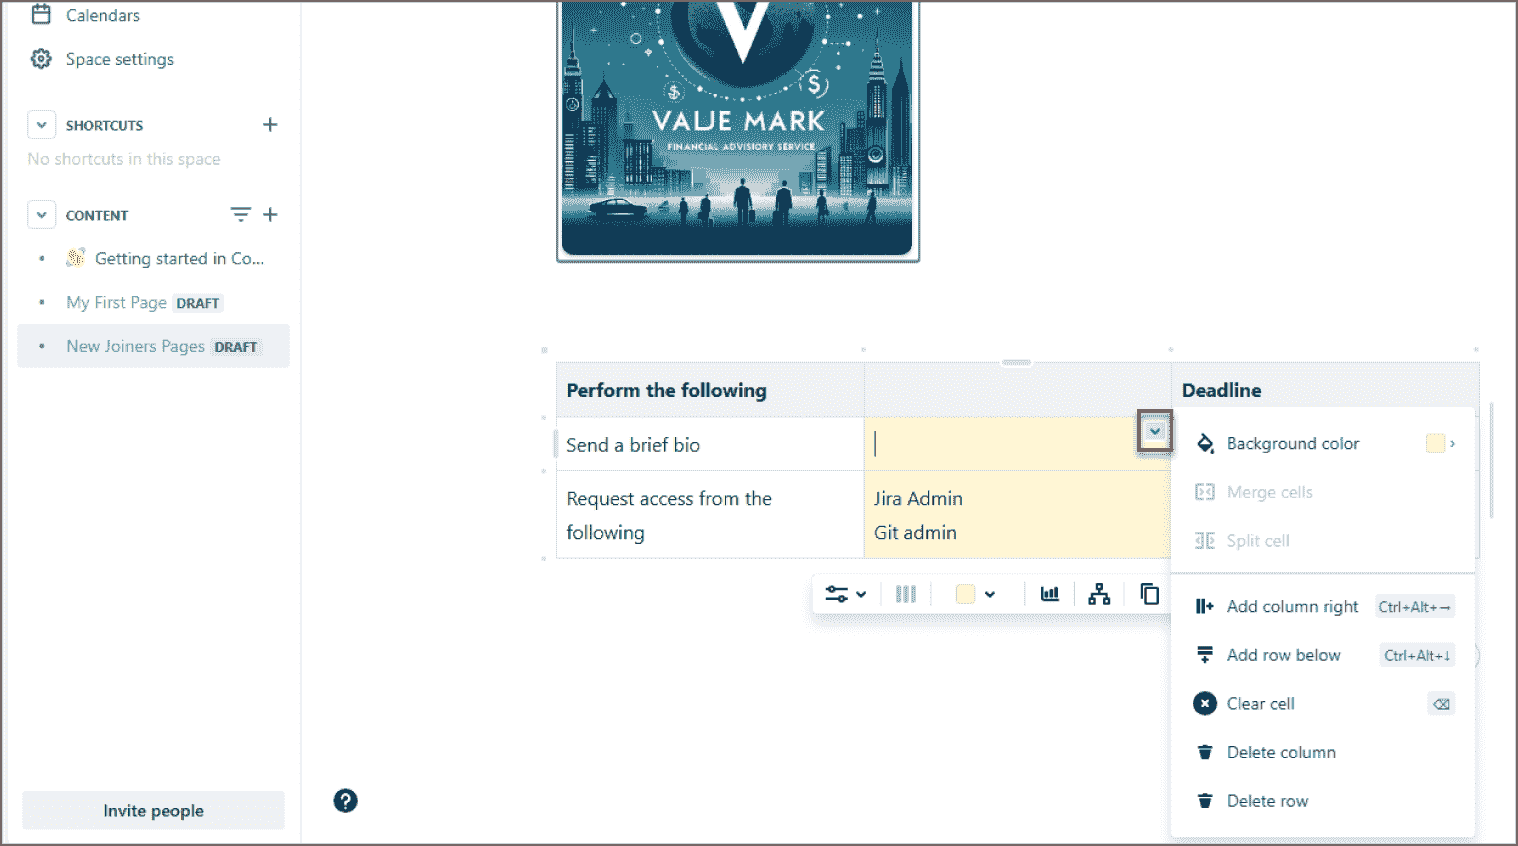 Calendars
Space settings
SHORTCUTS
No shortcuts in this space
CONTENT
Getting started in Co...
My First Page DRAFT
New Joiners Pages DRAFT
Invite people
?
V
$
$
VALUE MARK
FINANCIAL ADVISORY SERVICE
Perform the following
Deadline
Send a brief bio
Request access from the
following
Jira Admin
Git admin
Background color
Merge cells
Split cell
Add column right Ctrl+Alt+→
Add row below Ctrl+Alt+↓
Clear cell ⌫
Delete column
Delete row